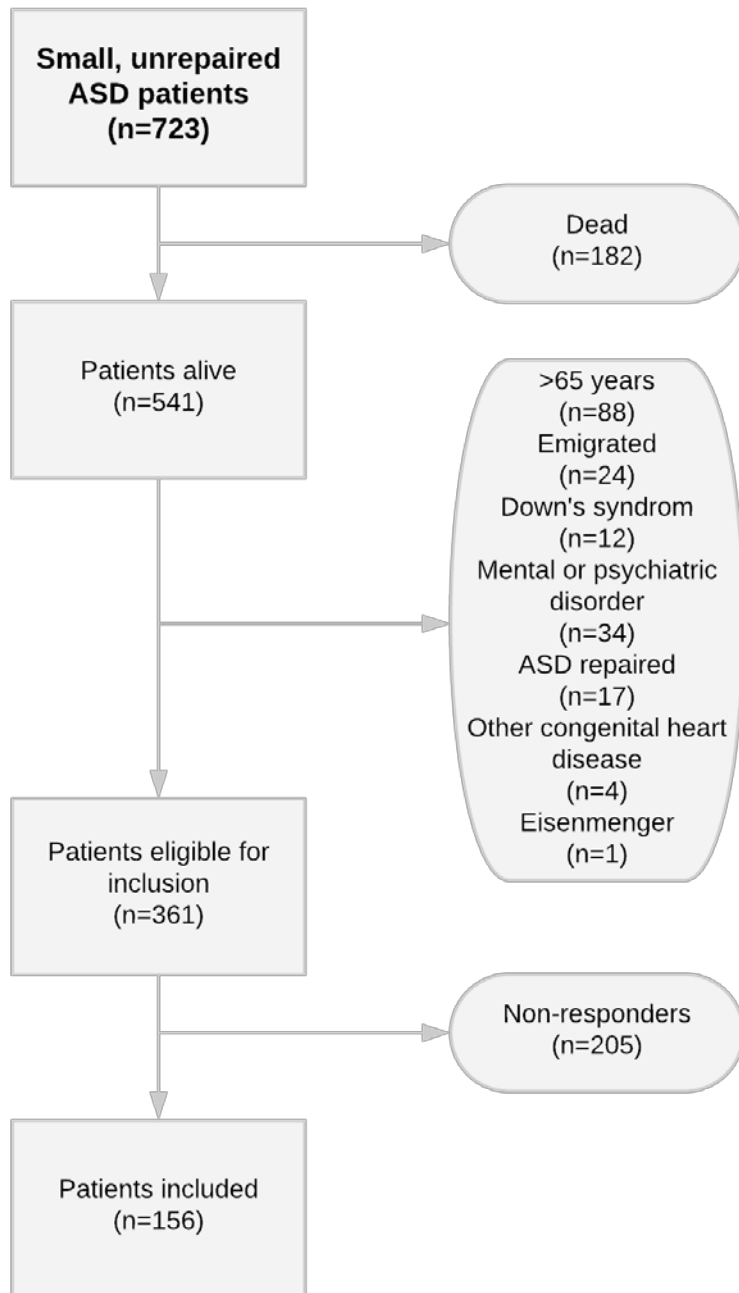 Small, unrepaired
ASD patients
(n=723)
Dead
(n=182)
Patients alive
(n=541)
>65 years
(n=88)
Emigrated
(n=24)
Down's syndrom
(n=12)
Mental or psychiatric
disorder
(n=34)
ASD repaired
(n=17)
Other congenital heart
disease
(n=4)
Eisenmenger
(n=1)
Patients eligible for
inclusion
(n=361)
Non-responders
(n=205)
Patients included
(n=156)